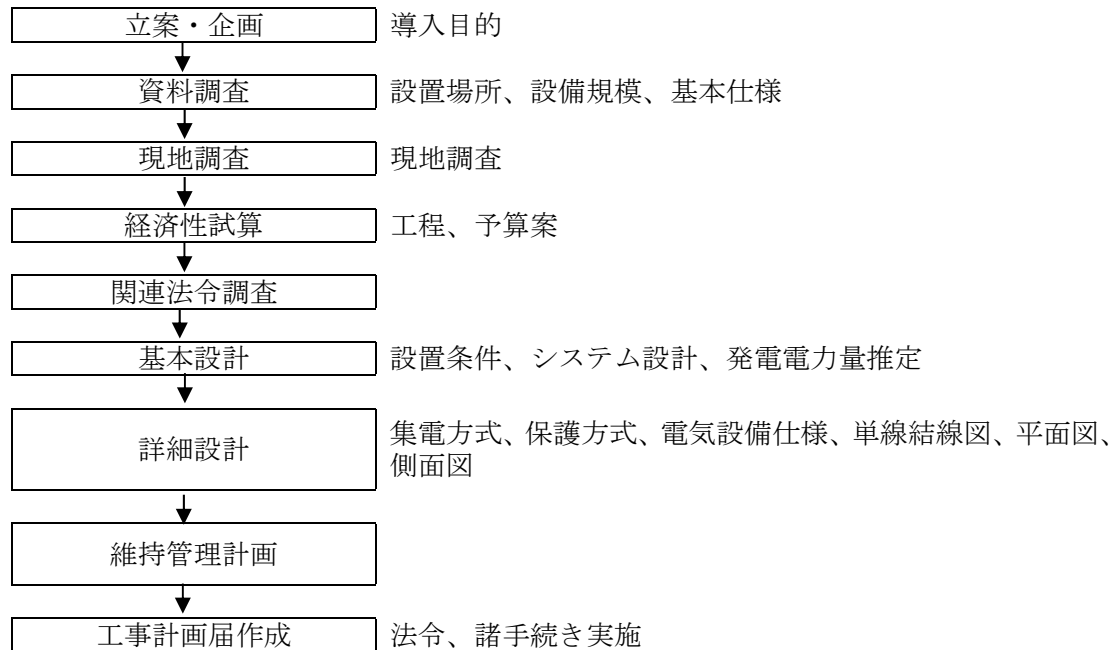 立案・企画 導入目的
資料調査 設置場所、設備規模、基本仕様
現地調査 現地調査
経済性試算 工程、予算案
関連法令調査
基本設計 設置条件、システム設計、発電電力量推定
詳細設計 集電方式、保護方式、電気設備仕様、単線結線図、平面図、
側面図
維持管理計画
工事計画届作成 法令、諸手続き実施